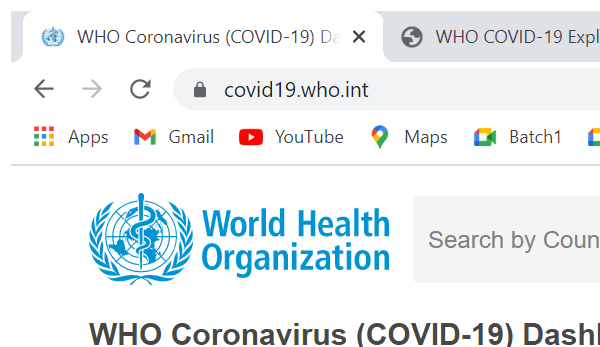 WHO Coronavirus (COVID-19) Da
WHO COVID-19 Expl
covid19.who.int
Apps Gmail YouTube Maps Batch1
World Health
Organization
Search by Coun
WHO Coronavirus (COVID-19) Dashl